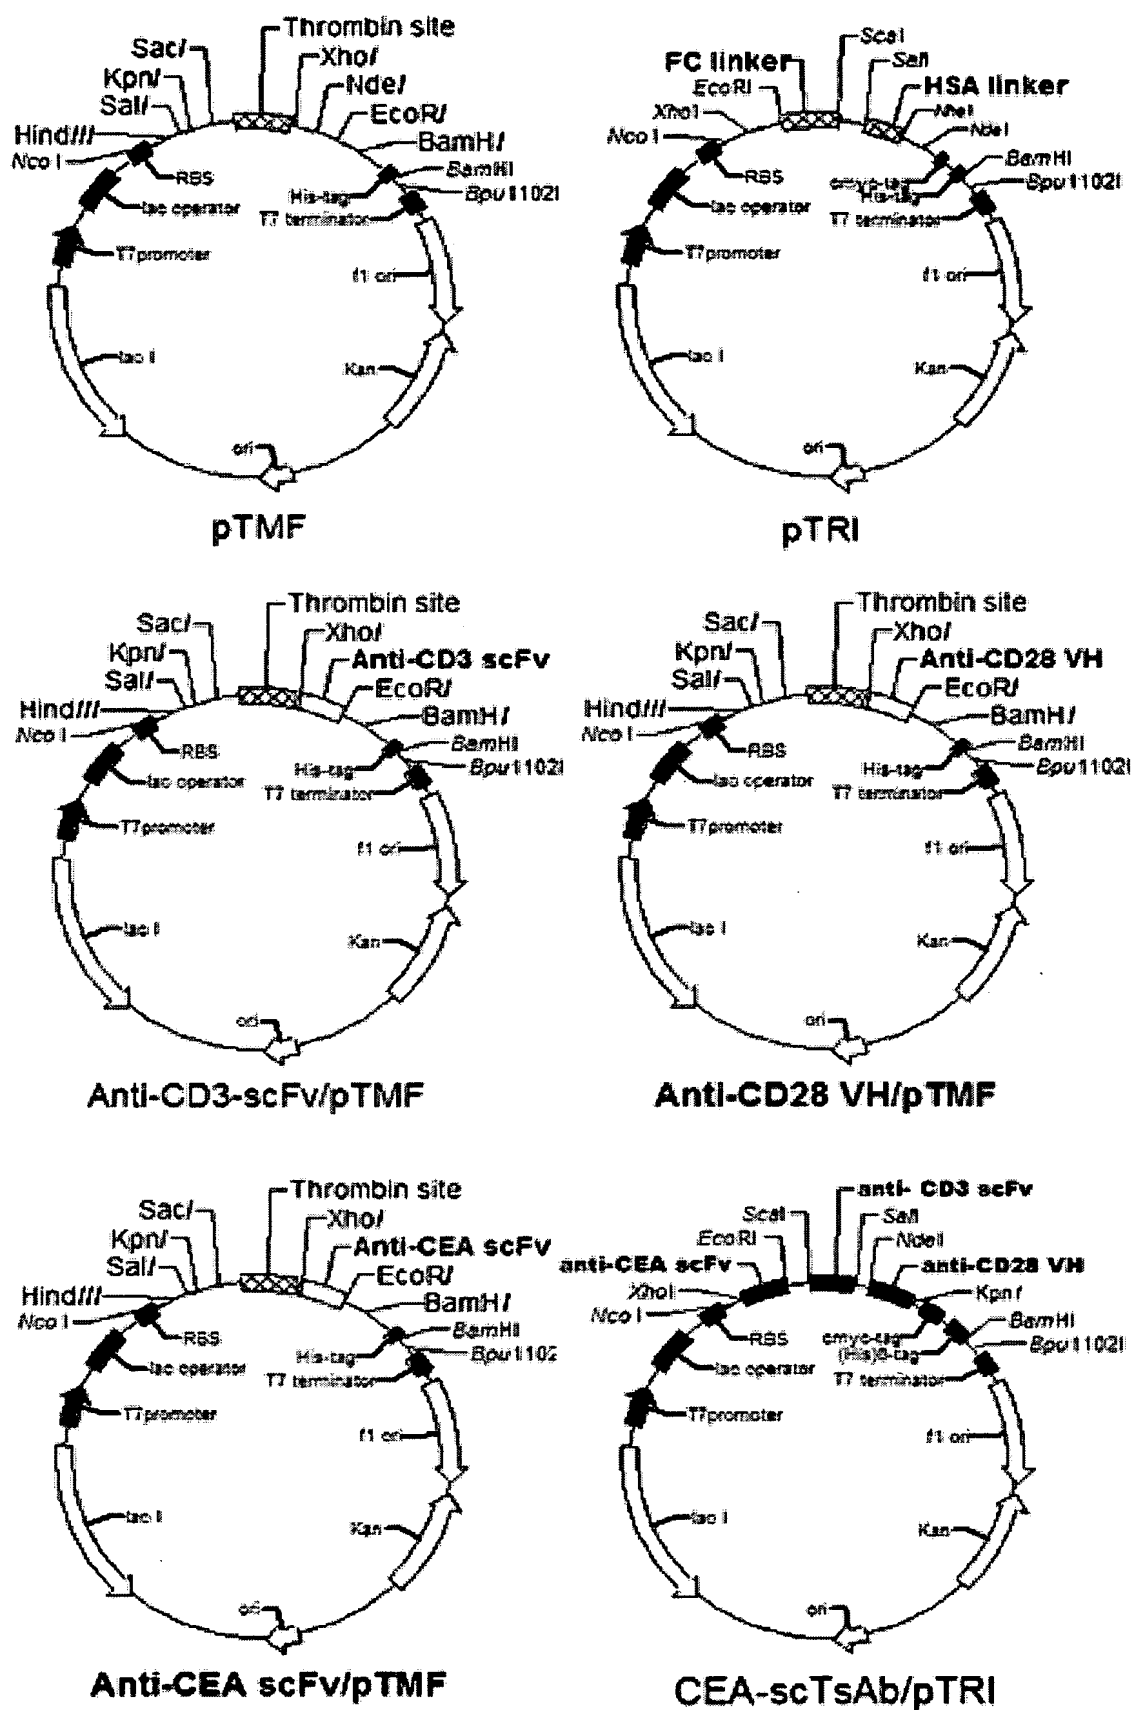 Thrombin site
SacI
XhoI
KpnI
NdeI
SalI
EcoRI
HindIII
BamHI
Nco I
BamHI
RBS
His-tag
Bpu1102I
lac operator
T7 terminator
T7promoter
f1 ori
lac I
Kan
ori
pTMF
ScaI
FC linker
SalI
EcoRI
HSA linker
XhoI
NheI
NdeI
Nco I
BamHI
RBS
cmyc-tag
His-tag
Bpu1102I
lac operator
T7 terminator
T7promoter
f1 ori
lac I
Kan
ori
pTRI
Thrombin site
SacI
XhoI
KpnI
Anti-CD3 scFv
SalI
EcoRI
HindIII
BamHI
Nco I
BamHI
RBS
His-tag
Bpu1102I
lac operator
T7 terminator
T7promoter
f1 ori
lac I
Kan
ori
Anti-CD3-scFv/pTMF
Thrombin site
SacI
XhoI
KpnI
Anti-CD28 VH
SalI
EcoRI
HindIII
BamHI
Nco I
BamHI
RBS
His-tag
Bpu1102I
lac operator
T7 terminator
T7promoter
f1 ori
lac I
Kan
ori
Anti-CD28 VH/pTMF
Thrombin site
SacI
XhoI
KpnI
Anti-CEA scFv
SalI
EcoRI
HindIII
BamHI
Nco I
BamHI
RBS
His-tag
Bpu1102
lac operator
T7 terminator
T7promoter
f1 ori
lac I
Kan
ori
Anti-CEA scFv/pTMF
anti- CD3 scFv
ScaI
SalI
EcoRI
NdeI
anti-CEA scFv
anti-CD28 VH
XhoI
KpnI
Nco I
BamHI
RBS
cmyc-tag
(His)6-tag
Bpu1102I
lac operator
T7 terminator
T7promoter
f1 ori
lac I
Kan
ori
CEA-scTsAb/pTRI